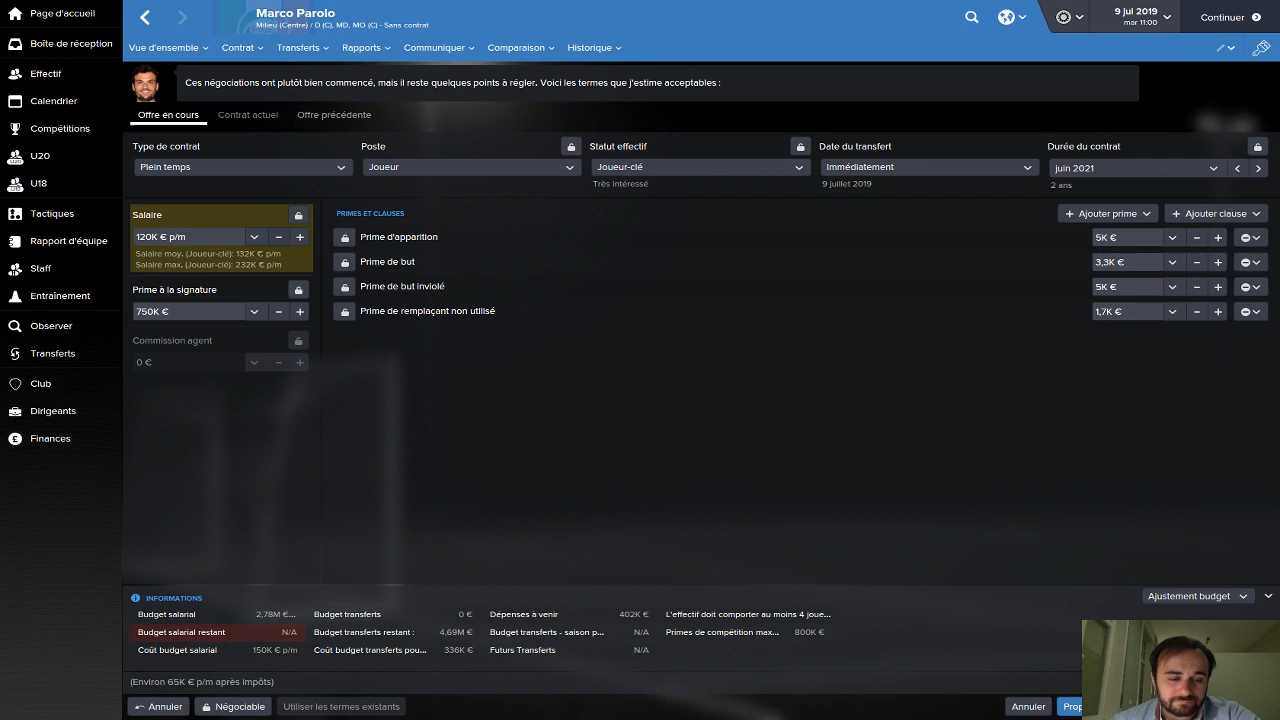 Page d'accueil
Marco Parolo
Milieu (Centre) / D (C), MD, MO (C) - Sans contrat
9 jul 2019
mar 11:00
Continuer
Boîte de réception
Vue d'ensemble
Contrat
Transferts
Rapports
Communiquer
Comparaison
Historique
Effectif
Calendrier
Compétitions
U20
U18
Tactiques
Rapport d'équipe
Staff
Entraînement
Observer
Transferts
Club
Dirigeants
Finances
Ces négociations ont plutôt bien commencé, mais il reste quelques points à régler. Voici les termes que j'estime acceptables :
Offre en cours
Contrat actuel
Offre précédente
Type de contrat
Poste
Statut effectif
Date du transfert
Durée du contrat
Plein temps
Joueur
Joueur-clé
Immédiatement
juin 2021
Très intéressé
9 juillet 2019
2 ans
Salaire
120K € p/m
Salaire moy. (Joueur-clé): 132K € p/m
Salaire max. (Joueur-clé): 232K € p/m
Prime à la signature
750K €
Commission agent
0 €
PRIMES ET CLAUSES
Ajouter prime
Ajouter clause
Prime d'apparition
5K €
Prime de but
3,3K €
Prime de but inviolé
5K €
Prime de remplaçant non utilisé
1,7K €
INFORMATIONS
Ajustement budget
Budget salarial 2,78M €...
Budget transferts 0 €
Dépenses à venir 402K €
L'effectif doit comporter au moins 4 joue...
Budget salarial restant N/A
Budget transferts restant : 4,69M €
Budget transferts - saison p... N/A
Primes de compétition max... 800K €
Coût budget salarial 150K € p/m
Coût budget transferts pou... 336K €
Futurs Transferts N/A
(Environ 65K € p/m après impôts)
Annuler
Négociable
Utiliser les termes existants
Annuler
Prop